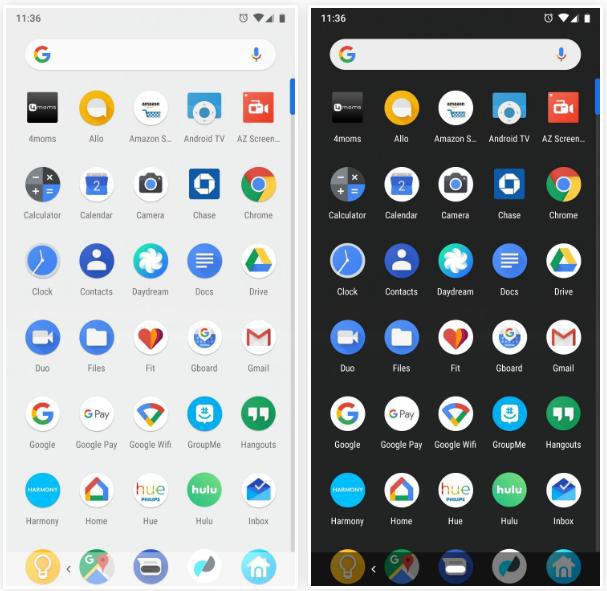 11:36
4moms
4moms Allo Amazon S... Android TV AZ Screen...
amazon
Calculator Calendar Camera Chase Chrome
2
Clock Contacts Daydream Docs Drive
Duo Files Fit Gboard Gmail
G
G Pay
Google Google Pay Google Wifi GroupMe Hangouts
HARMONY
hue
PHILIPS
hulu
Harmony Home Hue Hulu Inbox
11:36
4moms
amazon
4moms Allo Amazon S... Android TV AZ Screen...
2
Calculator Calendar Camera Chase Chrome
Clock Contacts Daydream Docs Drive
Duo Files Fit Gboard Gmail
G
G Pay
Google Google Pay Google Wifi GroupMe Hangouts
HARMONY
hue
PHILIPS
hulu
Harmony Home Hue Hulu Inbox